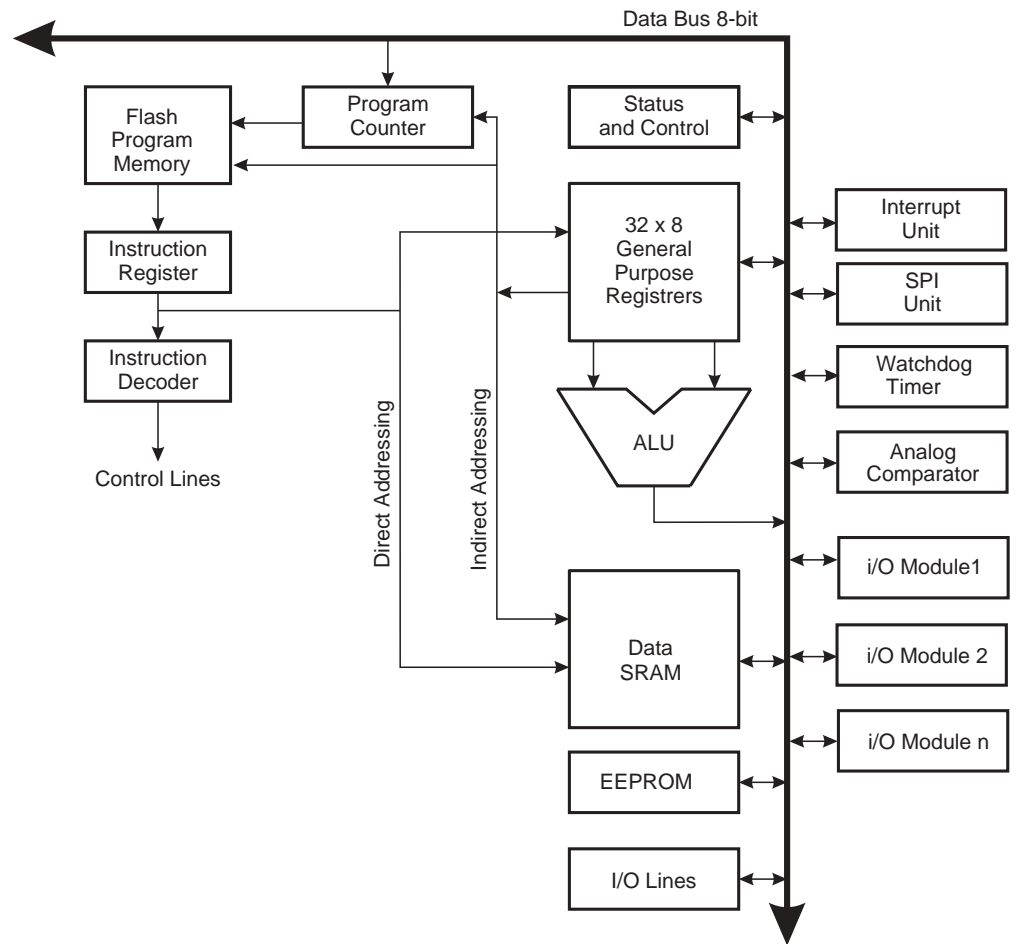 Data Bus 8-bit
Flash
Program
Memory
Program
Counter
Status
and Control
Interrupt
Unit
32 x 8
General
Purpose
Registrers
Instruction
Register
SPI
Unit
Instruction
Decoder
Watchdog
Timer
Direct Addressing
Indirect Addressing
ALU
Analog
Comparator
Control Lines
i/O Module1
Data
SRAM
i/O Module 2
i/O Module n
EEPROM
I/O Lines